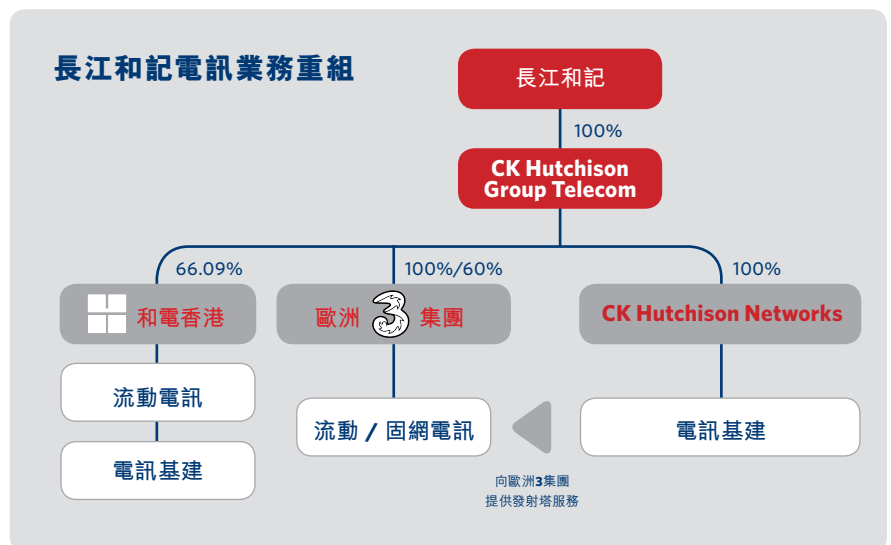 長江和記電訊業務重組
長江和記
100%
CK Hutchison
Group Telecom
66.09%
100%/60%
100%
和電香港
歐洲 3 集團
CK Hutchison Networks
流動電訊
電訊基建
流動 / 固網電訊
電訊基建
向歐洲3集團
提供發射塔服務